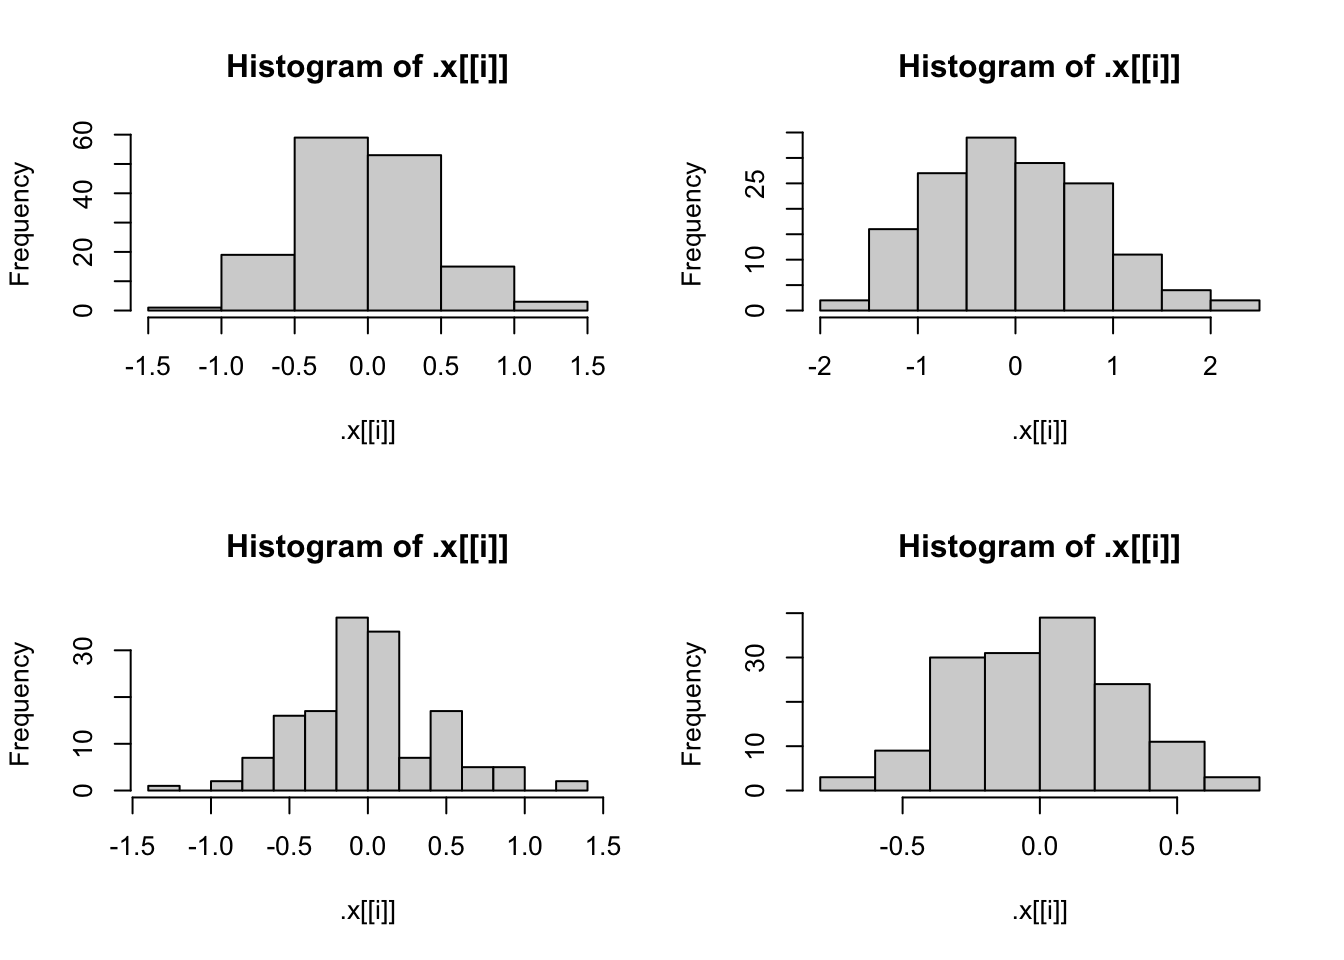 Histogram of .x[[i]]
Frequency
60
40
20
0
-1.5 -1.0 -0.5 0.0 0.5 1.0 1.5
.x[[i]]
Histogram of .x[[i]]
Frequency
25
10
0
-2 -1 0 1 2
.x[[i]]
Histogram of .x[[i]]
Frequency
30
10
0
-1.5 -1.0 -0.5 0.0 0.5 1.0 1.5
.x[[i]]
Histogram of .x[[i]]
Frequency
30
10
0
-0.5 0.0 0.5
.x[[i]]